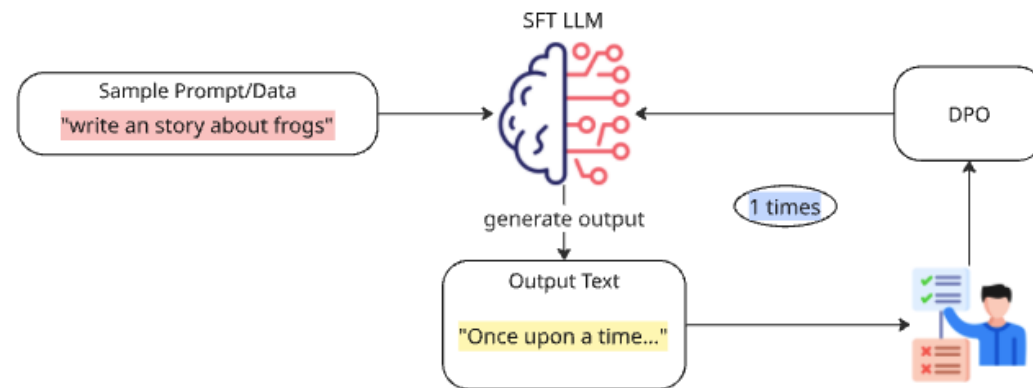 SFT LLM
Sample Prompt/Data
"write an story about frogs"
DPO
1 times
generate output
Output Text
"Once upon a time..."